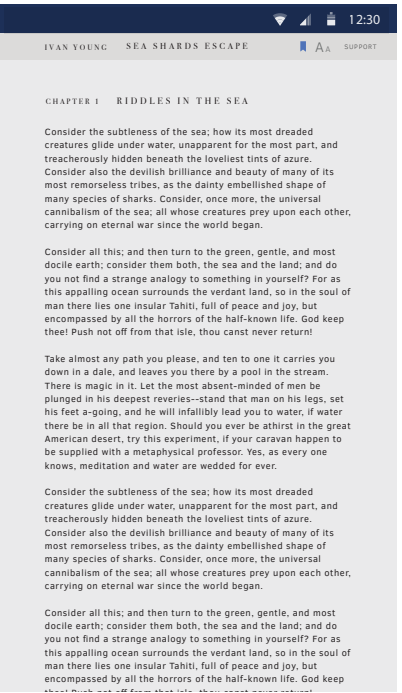 12:30
IVAN YOUNG SEA SHARDS ESCAPE AA SUPPORT
CHAPTER I RIDDLES IN THE SEA
Consider the subtleness of the sea; how its most dreaded
creatures glide under water, unapparent for the most part, and
treacherously hidden beneath the loveliest tints of azure.
Consider also the devilish brilliance and beauty of many of its
most remorseless tribes, as the dainty embellished shape of
many species of sharks. Consider, once more, the universal
cannibalism of the sea; all whose creatures prey upon each other,
carrying on eternal war since the world began.
Consider all this; and then turn to the green, gentle, and most
docile earth; consider them both, the sea and the land; and do
you not find a strange analogy to something in yourself? For as
this appalling ocean surrounds the verdant land, so in the soul of
man there lies one insular Tahiti, full of peace and joy, but
encompassed by all the horrors of the half-known life. God keep
thee! Push not off from that isle, thou canst never return!
Take almost any path you please, and ten to one it carries you
down in a dale, and leaves you there by a pool in the stream.
There is magic in it. Let the most absent-minded of men be
plunged in his deepest reveries--stand that man on his legs, set
his feet a-going, and he will infallibly lead you to water, if water
there be in all that region. Should you ever be athirst in the great
American desert, try this experiment, if your caravan happen to
be supplied with a metaphysical professor. Yes, as every one
knows, meditation and water are wedded for ever.
Consider the subtleness of the sea; how its most dreaded
creatures glide under water, unapparent for the most part, and
treacherously hidden beneath the loveliest tints of azure.
Consider also the devilish brilliance and beauty of many of its
most remorseless tribes, as the dainty embellished shape of
many species of sharks. Consider, once more, the universal
cannibalism of the sea; all whose creatures prey upon each other,
carrying on eternal war since the world began.
Consider all this; and then turn to the green, gentle, and most
docile earth; consider them both, the sea and the land; and do
you not find a strange analogy to something in yourself? For as
this appalling ocean surrounds the verdant land, so in the soul of
man there lies one insular Tahiti, full of peace and joy, but
encompassed by all the horrors of the half-known life. God keep
thee! Push not off from that isle, thou canst never return!